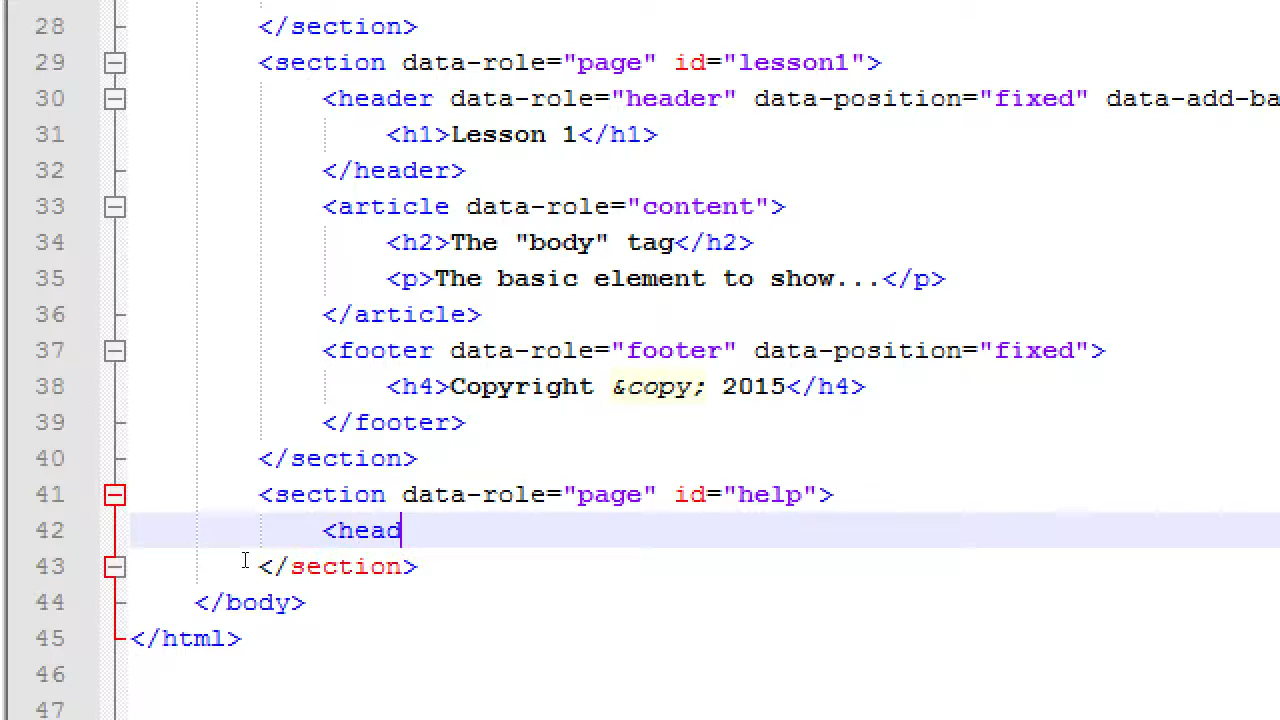 28 </section>
29 <section data-role="page" id="lesson1">
30 <header data-role="header" data-position="fixed" data-add-ba
31 <h1>Lesson 1</h1>
32 </header>
33 <article data-role="content">
34 <h2>The "body" tag</h2>
35 <p>The basic element to show...</p>
36 </article>
37 <footer data-role="footer" data-position="fixed">
38 <h4>Copyright &copy; 2015</h4>
39 </footer>
40 </section>
41 <section data-role="page" id="help">
42 <head
43 </section>
44 </body>
45 </html>
46
47